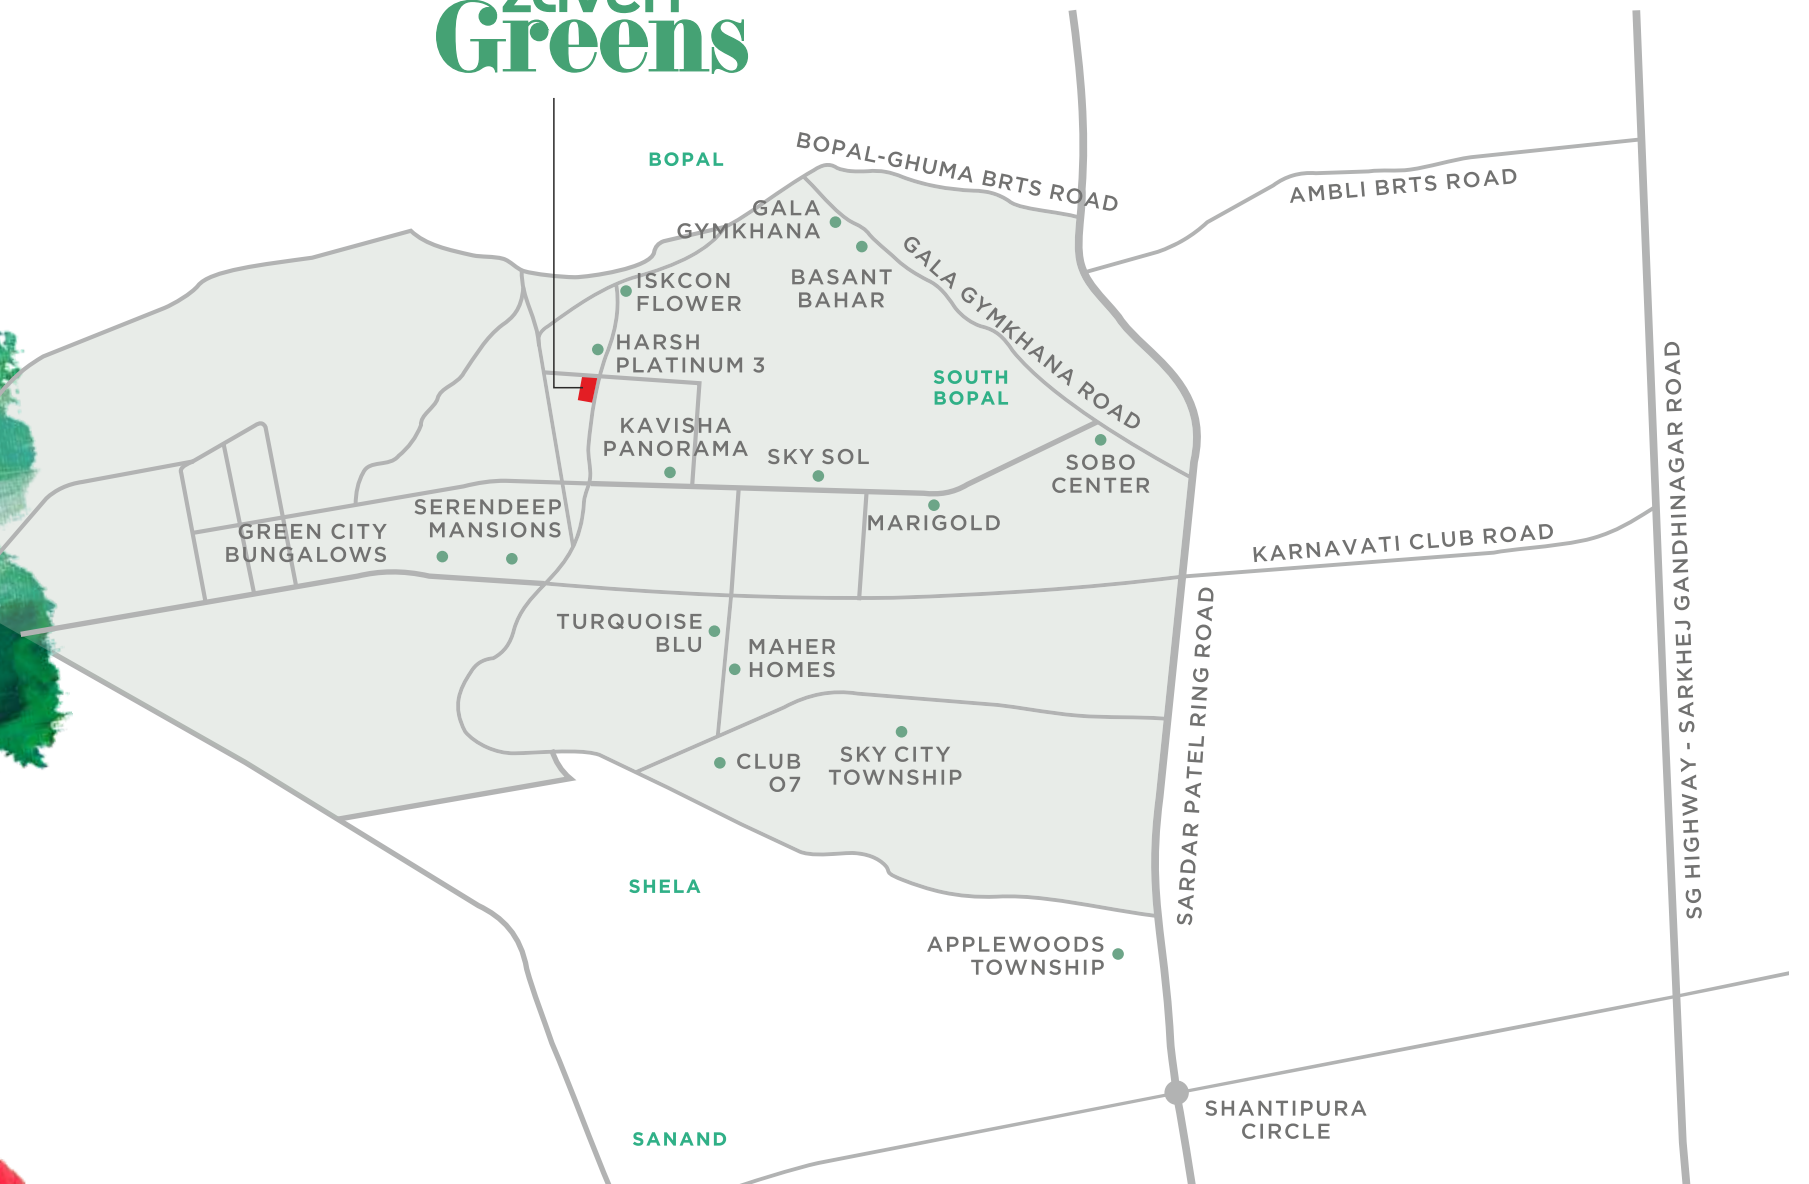 Greens
BOPAL
BOPAL-GHUMA BRTS ROAD
AMBLI BRTS ROAD
GALA
GYMKHANA
BASANT
BAHAR
GALA GYMKHANA ROAD
ISKCON
FLOWER
HARSH
PLATINUM 3
SOUTH
BOPAL
KAVISHA
PANORAMA
SKY SOL
SOBO
CENTER
MARIGOLD
SERENDEEP
MANSIONS
GREEN CITY
BUNGALOWS
KARNAVATI CLUB ROAD
SG HIGHWAY - SARKHEJ GANDHINAGAR ROAD
SARDAR PATEL RING ROAD
TURQUOISE
BLU
MAHER
HOMES
CLUB
O7
SKY CITY
TOWNSHIP
SHELA
APPLEWOODS
TOWNSHIP
SHANTIPURA
CIRCLE
SANAND